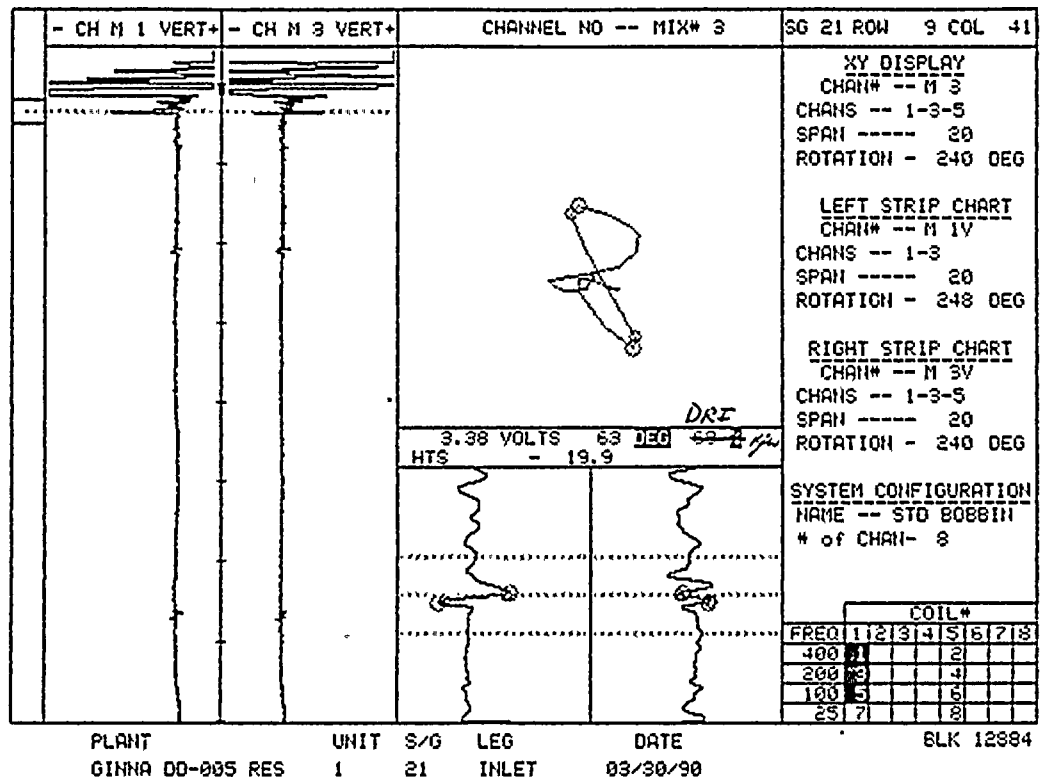 - CH M 1 VERT+ - CH M 3 VERT+ CHANNEL NO -- MIX# 3 SG 21 ROW 9 COL 41
XY DISPLAY
CHAN# -- M 3
CHANS -- 1-3-5
SPAN ----- 20
ROTATION - 240 DEG
LEFT STRIP CHART
CHAN# -- M 1V
CHANS -- 1-3
SPAN ----- 20
ROTATION - 248 DEG
RIGHT STRIP CHART
CHAN# -- M 3V
CHANS -- 1-3-5
SPAN ----- 20
ROTATION - 240 DEG
DRI
3.38 VOLTS 63 DEG
HTS - 19.9
SYSTEM CONFIGURATION
NAME -- STD BOBBIN
# of CHAN- 8
COIL#
FREQ 1 2 3 4 5 6 7 8
400 1 2
200 3 4
100 5 6
25 7 8
PLANT UNIT S/G LEG DATE BLK 12884
GINNA DD-005 RES 1 21 INLET 03/30/90